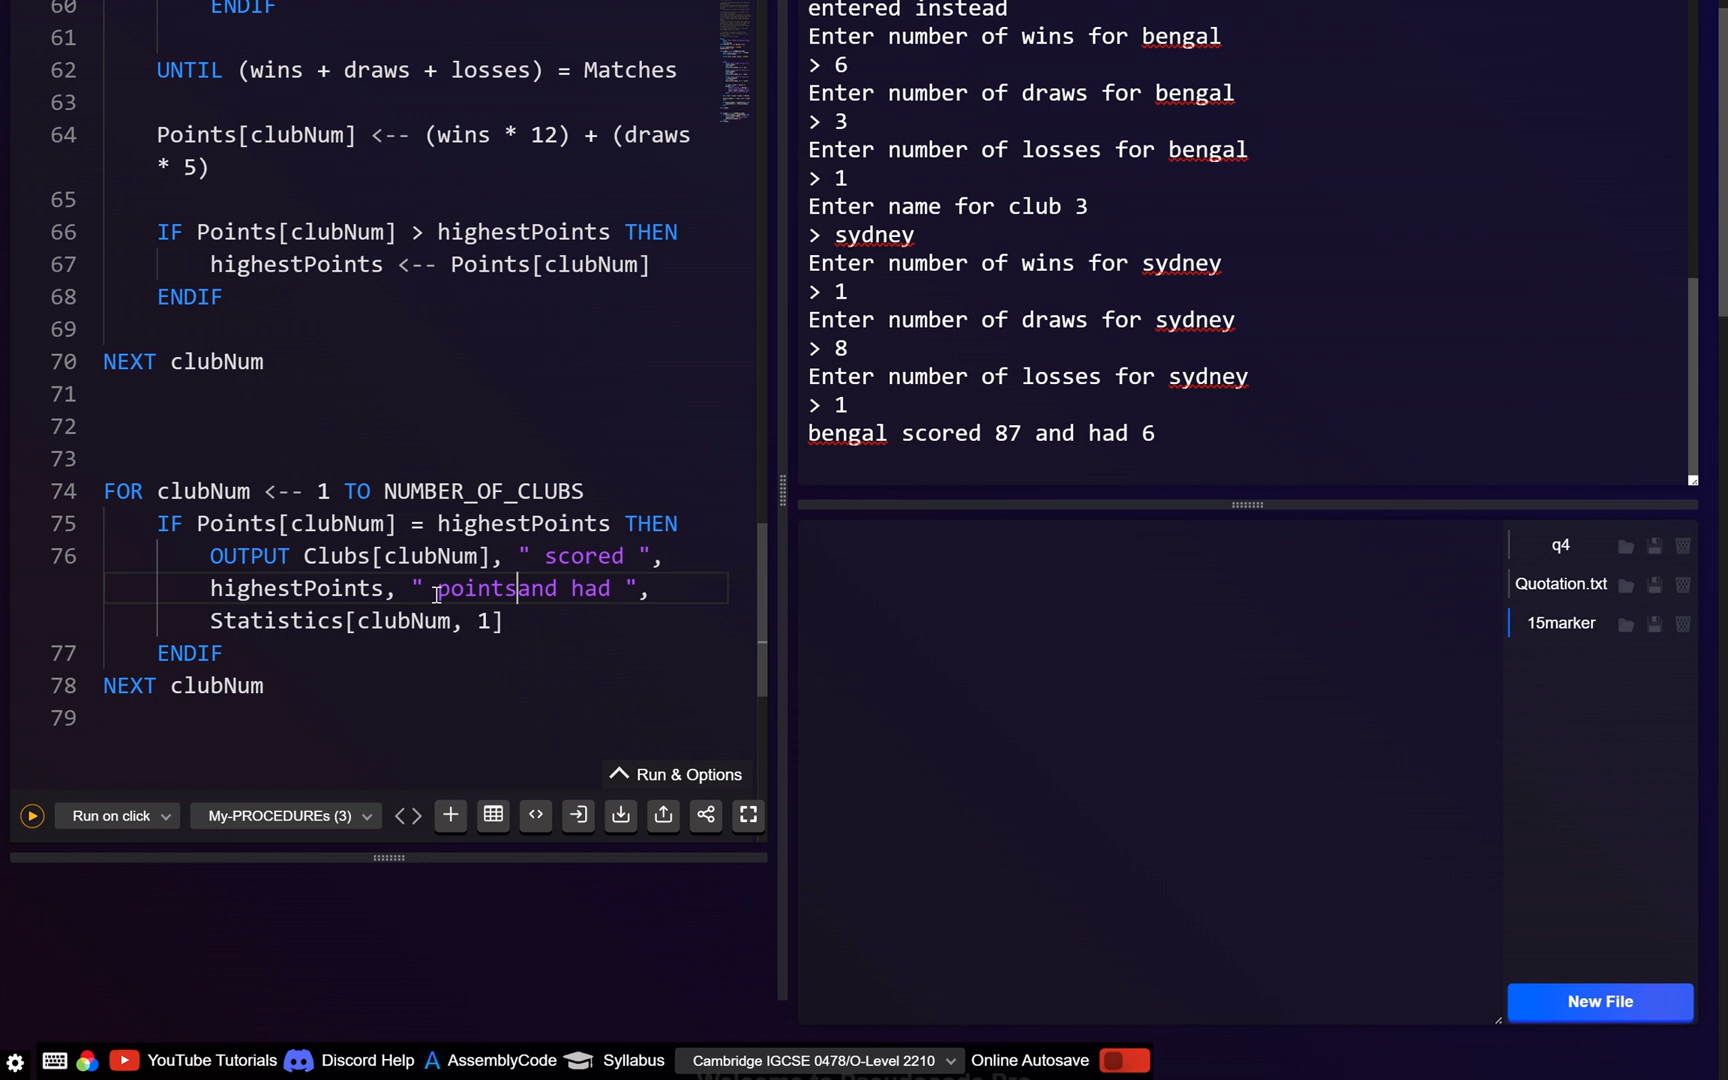 60 ENDIF
61
62 UNTIL (wins + draws + losses) = Matches
63
64 Points[clubNum] <-- (wins * 12) + (draws
* 5)
65
66 IF Points[clubNum] > highestPoints THEN
67 highestPoints <-- Points[clubNum]
68 ENDIF
69
70 NEXT clubNum
71
72
73
74 FOR clubNum <-- 1 TO NUMBER_OF_CLUBS
75 IF Points[clubNum] = highestPoints THEN
76 OUTPUT Clubs[clubNum], " scored ",
highestPoints, " pointsand had ",
Statistics[clubNum, 1]
77 ENDIF
78 NEXT clubNum
79
Run & Options
Run on click
My-PROCEDUREs (3)
entered instead
Enter number of wins for bengal
> 6
Enter number of draws for bengal
> 3
Enter number of losses for bengal
> 1
Enter name for club 3
> sydney
Enter number of wins for sydney
> 1
Enter number of draws for sydney
> 8
Enter number of losses for sydney
> 1
bengal scored 87 and had 6
q4
Quotation.txt
15marker
New File
YouTube Tutorials Discord Help AssemblyCode Syllabus Cambridge IGCSE 0478/O-Level 2210 Online Autosave